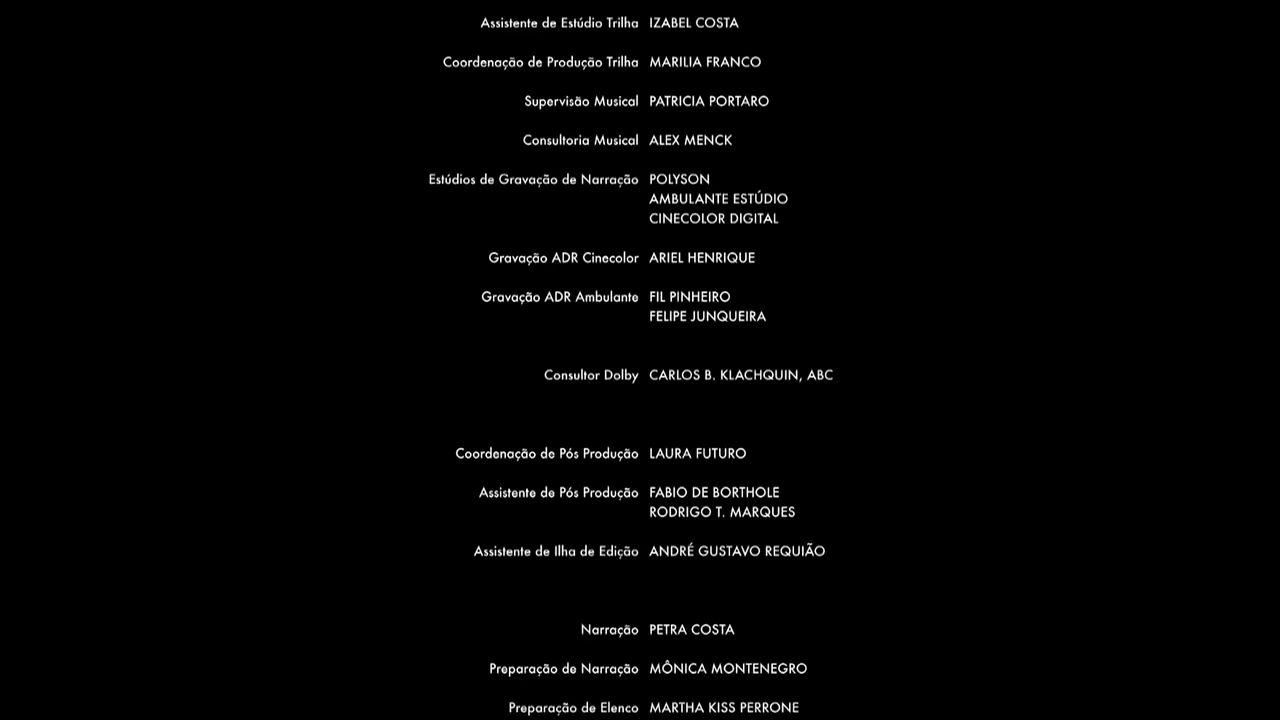 Assistente de Estúdio Trilha IZABEL COSTA
Coordenação de Produção Trilha MARILIA FRANCO
Supervisão Musical PATRICIA PORTARO
Consultoria Musical ALEX MENCK
Estúdios de Gravação de Narração POLYSON
AMBULANTE ESTÚDIO
CINECOLOR DIGITAL
Gravação ADR Cinecolor ARIEL HENRIQUE
Gravação ADR Ambulante FIL PINHEIRO
FELIPE JUNQUEIRA
Consultor Dolby CARLOS B. KLACHQUIN, ABC
Coordenação de Pós Produção LAURA FUTURO
Assistente de Pós Produção FABIO DE BORTHOLE
RODRIGO T. MARQUES
Assistente de Ilha de Edição ANDRÉ GUSTAVO REQUIÃO
Narração PETRA COSTA
Preparação de Narração MÔNICA MONTENEGRO
Preparação de Elenco MARTHA KISS PERRONE